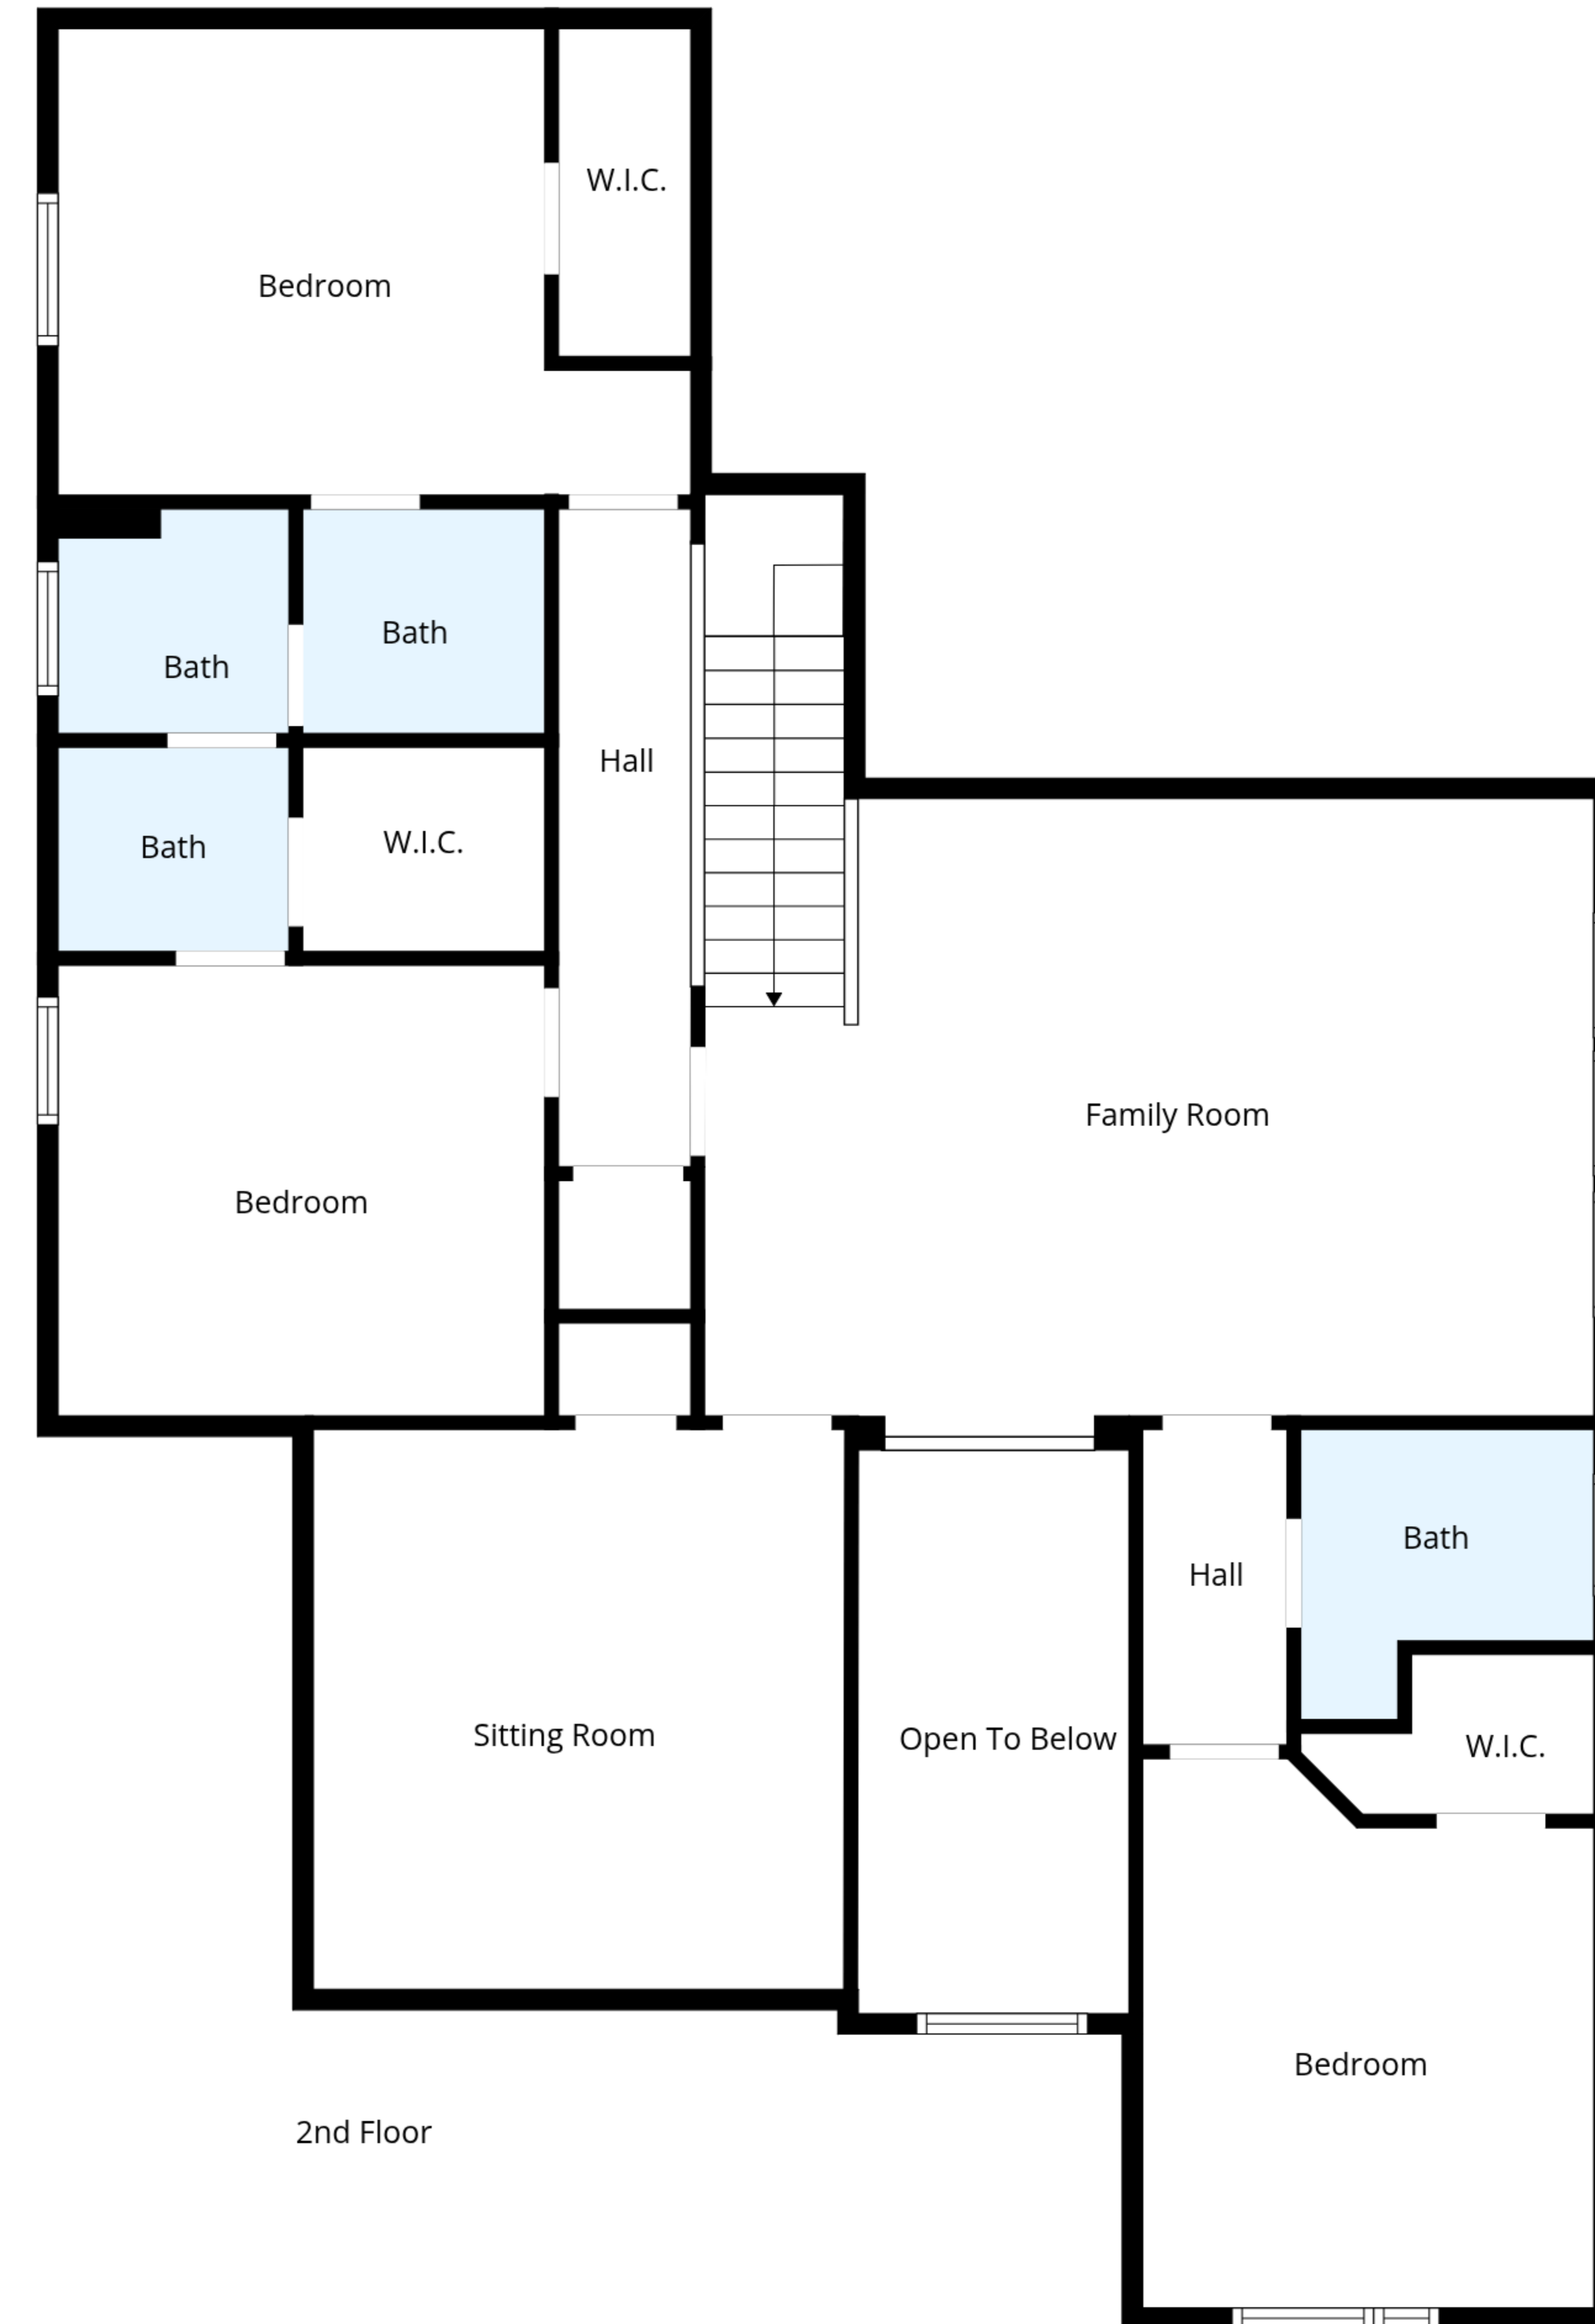 W.I.C.
Bedroom
Bath
Bath
Hall
Bath
W.I.C.
Family Room
Bedroom
Bath
Hall
Sitting Room
Open To Below
W.I.C.
Bedroom
2nd Floor